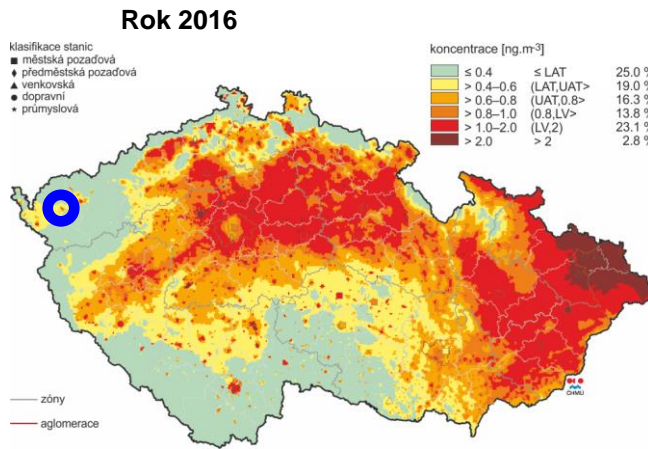 Rok 2016
klasifikace stanic
městská pozaďová
předměstská pozaďová
venkovská
dopravní
průmyslová
koncentrace [ng.m⁻³]
≤ 0.4 ≤ LAT 25.0 %
> 0.4–0.6 (LAT,UAT> 19.0 %
> 0.6–0.8 (UAT,0.8> 16.3 %
> 0.8–1.0 (0.8,LV> 13.8 %
> 1.0–2.0 (LV,2) 23.1 %
> 2.0 > 2 2.8 %
zóny
aglomerace
ČHMÚ